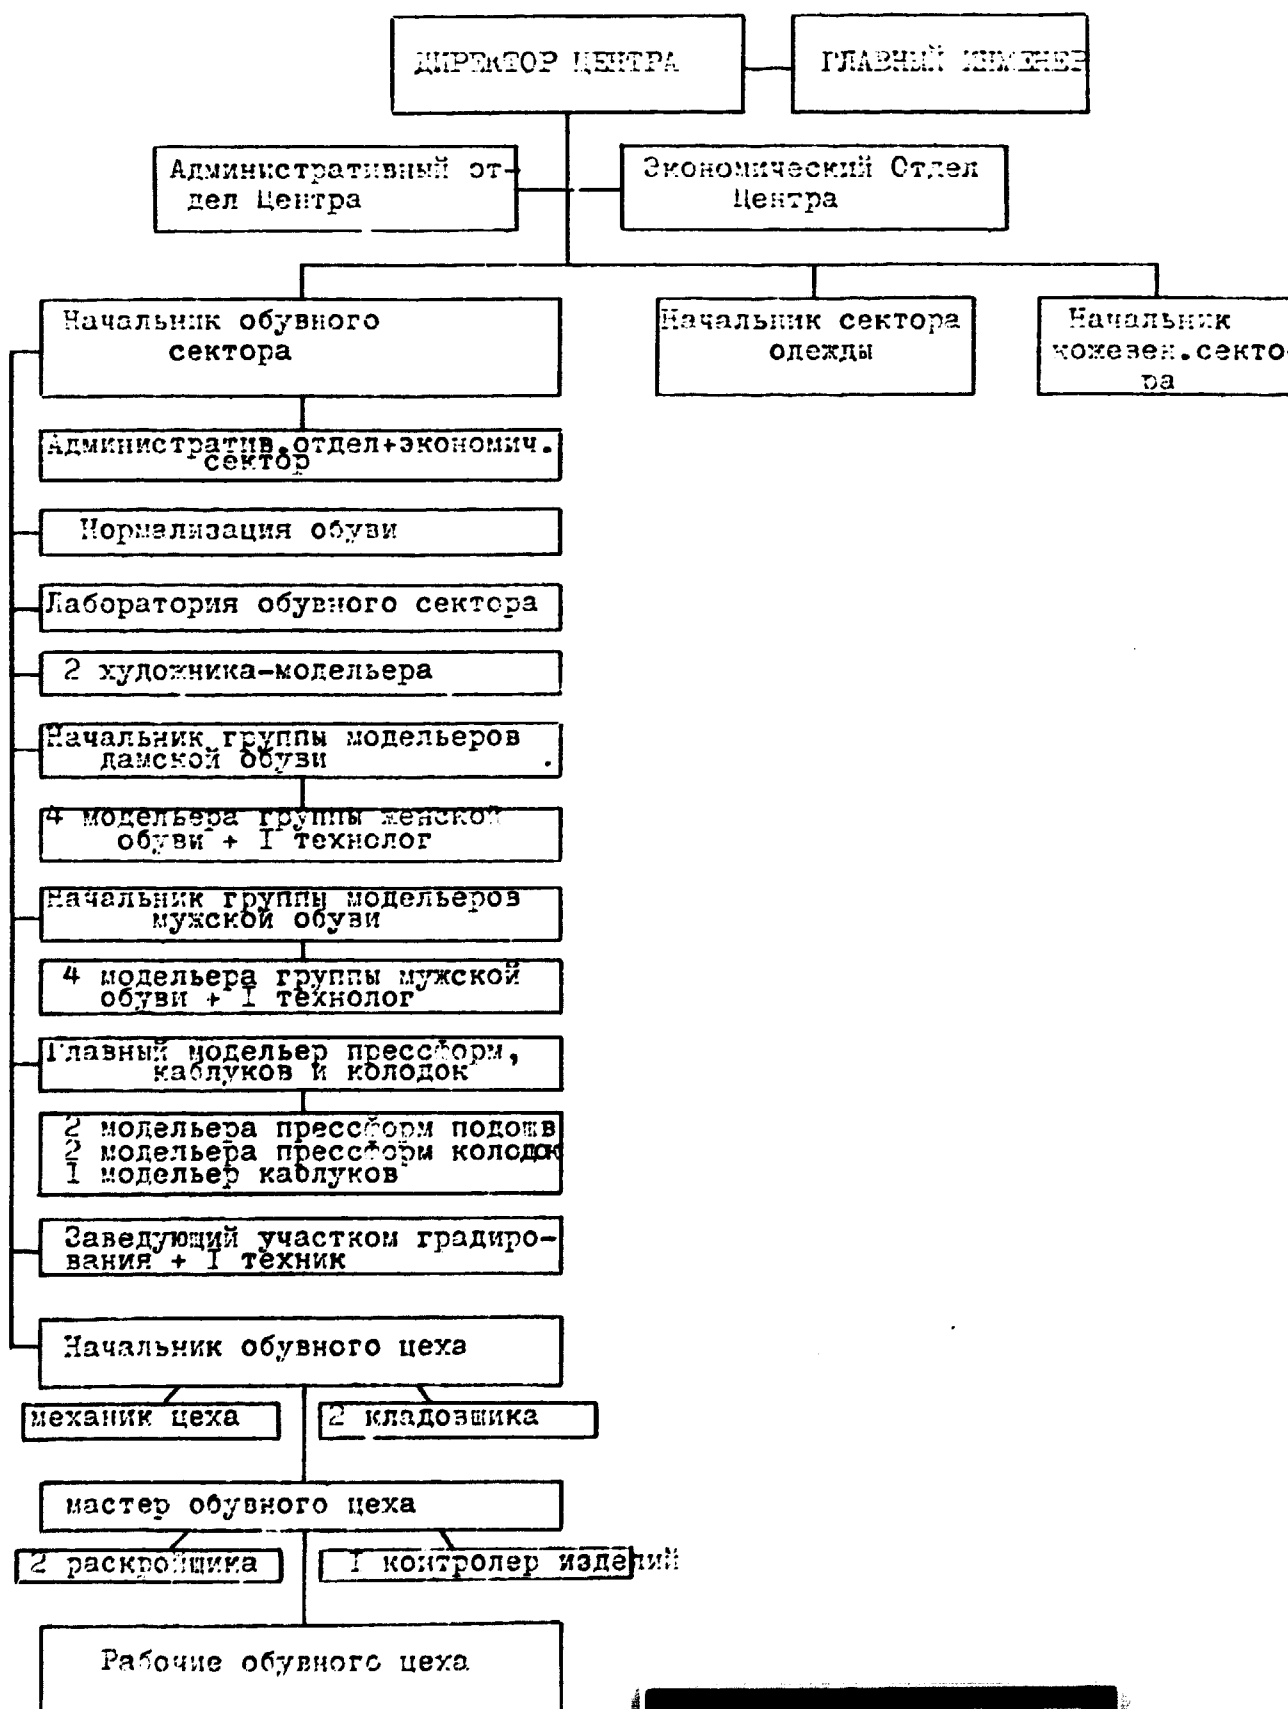 ДИРЕКТОР ЦЕНТРА
ГЛАВНЫЙ ИНЖЕНЕР
Административный от-
дел Центра
Экономический Отдел
Центра
Начальник обувного
сектора
Начальник сектора
одежды
Начальник
кожевен.секто-
ра
Административ.отдел+экономич.
сектор
Нормализация обуви
Лаборатория обувного сектора
2 художника-модельера
Начальник группы модельеров
дамской обуви
4 модельера группы женской
обуви + I технолог
Начальник группы модельеров
мужской обуви
4 модельера группы мужской
обуви + I технолог
Главный модельер прессформ,
каблуков и колодок
2 модельера прессформ подошв
2 модельера прессформ колодок
I модельер каблуков
Заведующий участком градиро-
вания + I техник
Начальник обувного цеха
механик цеха
2 кладовщика
мастер обувного цеха
2 раскройщика
I контролер изделий
Рабочие обувного цеха